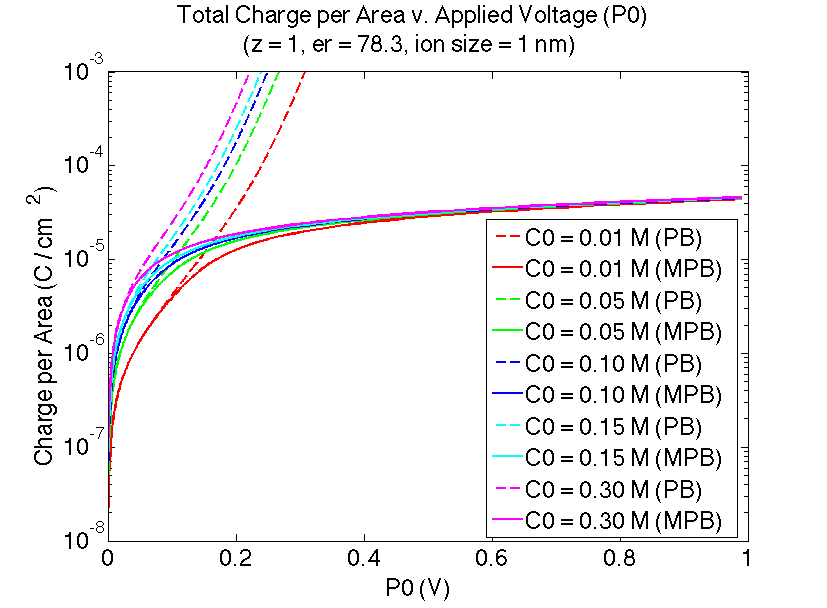 Total Charge per Area v. Applied Voltage (P0)
(z = 1, er = 78.3, ion size = 1 nm)
Charge per Area (C / cm^2)
10^-3
10^-4
10^-5
10^-6
10^-7
10^-8
C0 = 0.01 M (PB)
C0 = 0.01 M (MPB)
C0 = 0.05 M (PB)
C0 = 0.05 M (MPB)
C0 = 0.10 M (PB)
C0 = 0.10 M (MPB)
C0 = 0.15 M (PB)
C0 = 0.15 M (MPB)
C0 = 0.30 M (PB)
C0 = 0.30 M (MPB)
0 0.2 0.4 0.6 0.8 1
P0 (V)